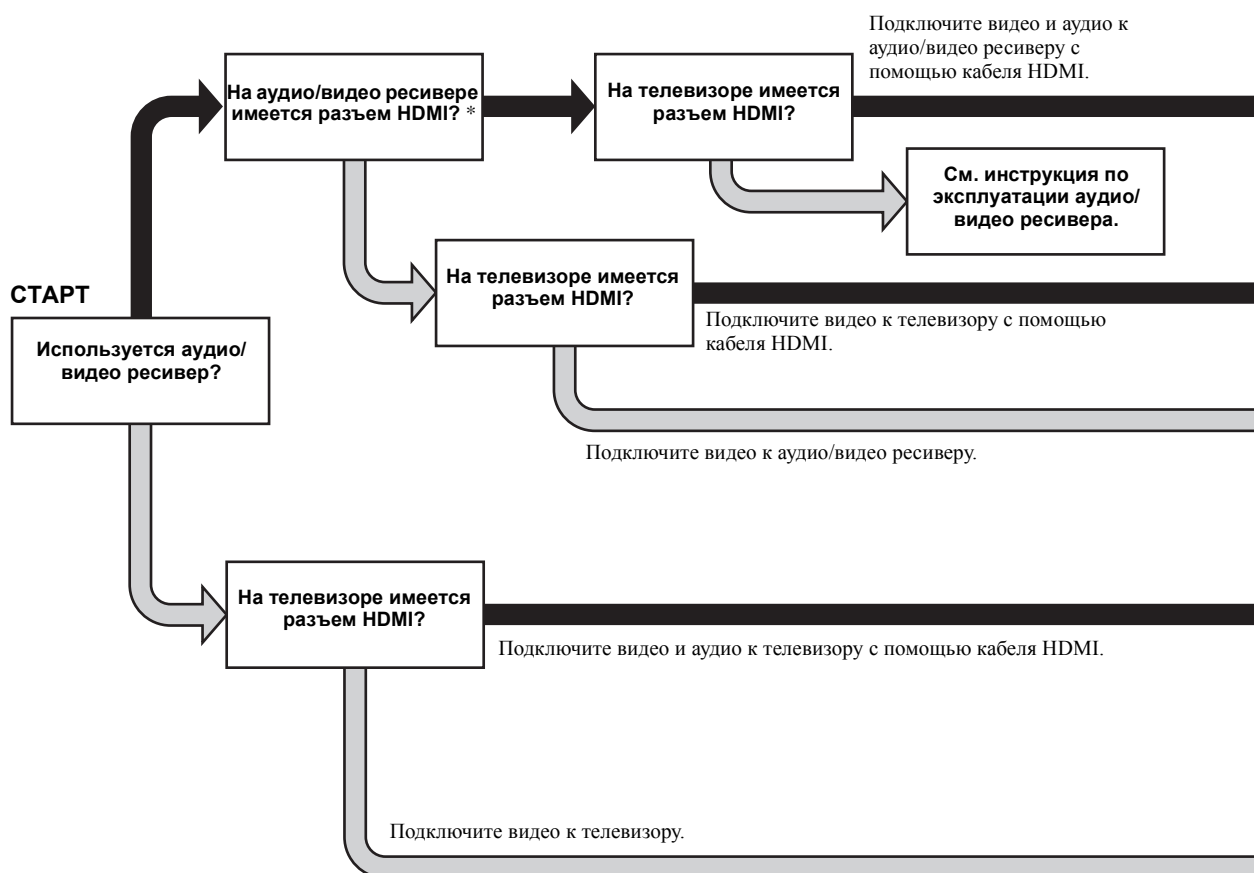 Подключите видео и аудио к
аудио/видео ресиверу с
помощью кабеля HDMI.
На аудио/видео ресивере
имеется разъем HDMI? *
На телевизоре имеется
разъем HDMI?
См. инструкция по
эксплуатации аудио/
видео ресивера.
На телевизоре имеется
разъем HDMI?
СТАРТ
Подключите видео к телевизору с помощью
кабеля HDMI.
Используется аудио/
видео ресивер?
Подключите видео к аудио/видео ресиверу.
На телевизоре имеется
разъем HDMI?
Подключите видео и аудио к телевизору с помощью кабеля HDMI.
Подключите видео к телевизору.